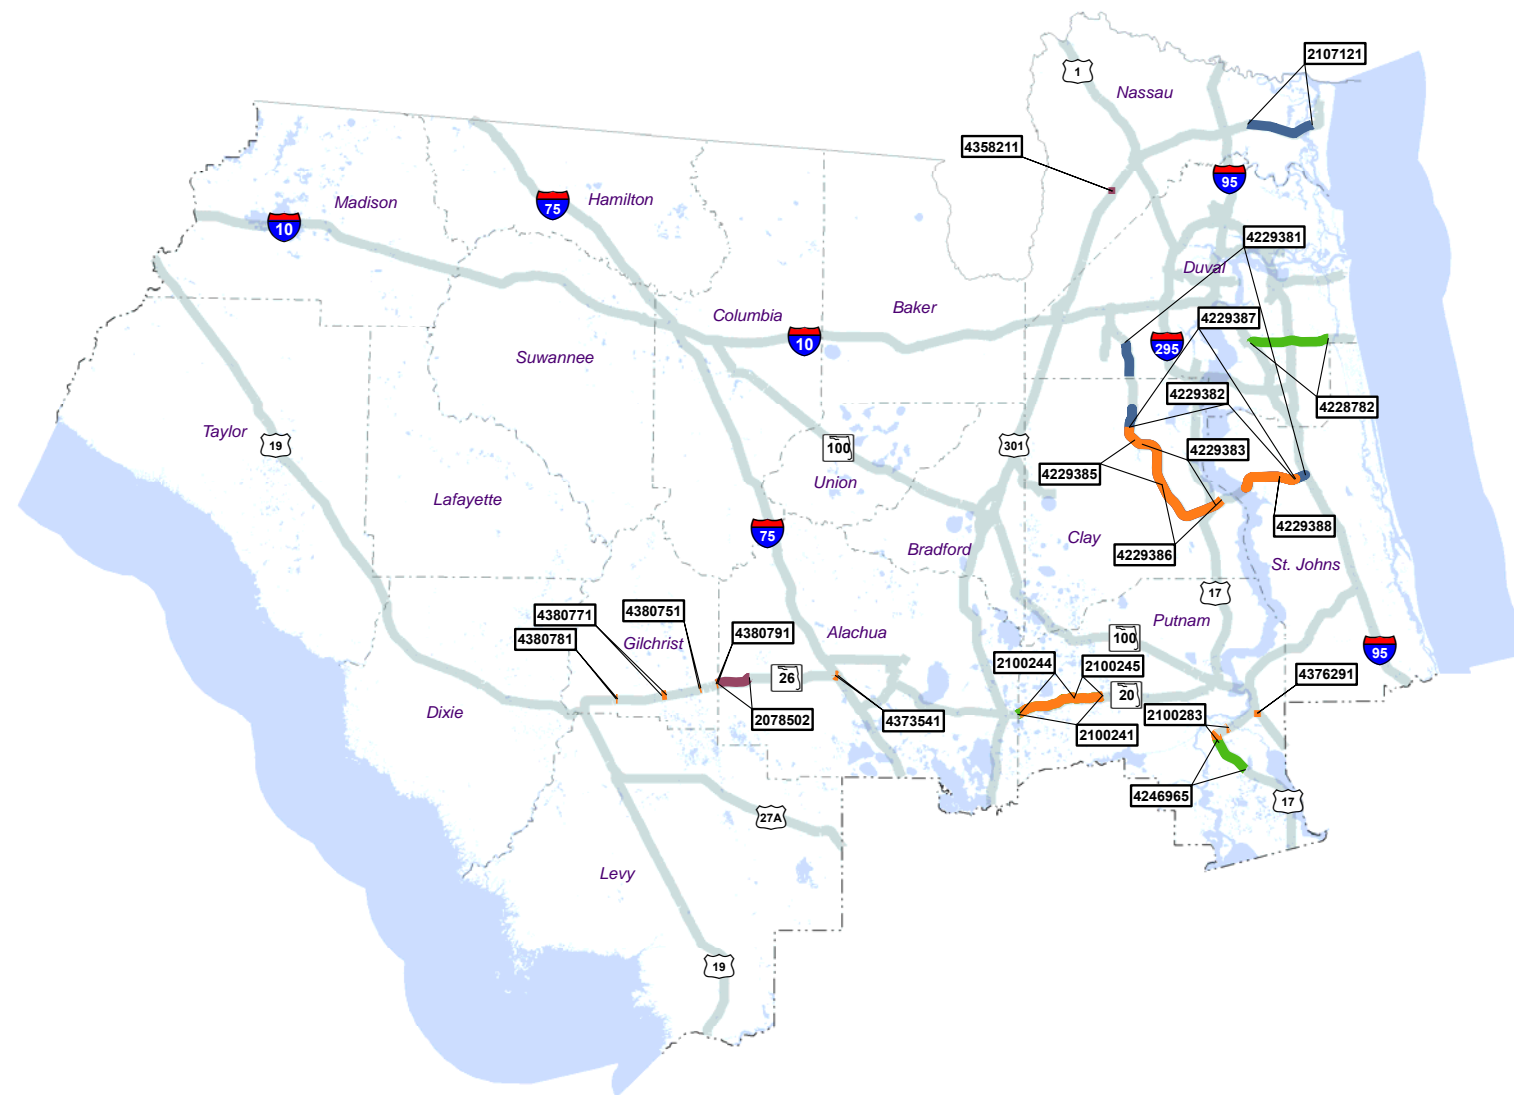 2107121
1
Nassau
4358211
95
Madison
75
Hamilton
10
4229381
Duval
Columbia
Baker
4229387
10
295
Suwannee
4229382
4228782
Taylor
19
100
301
4229383
4229385
Union
Lafayette
4229388
75
Clay
Bradford
4229386
St. Johns
17
4380771
4380751
4380781
Gilchrist
4380791
Alachua
Putnam
100
95
2100244
2100245
4376291
26
20
Dixie
2078502
4373541
2100283
2100241
4246965
17
27A
Levy
19